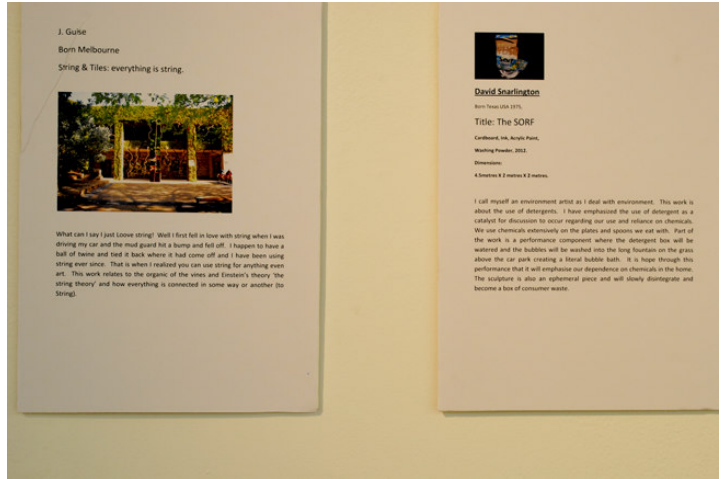 J. Guise
Born Melbourne
String & Tiles: everything is string.
What can I say I just Loove string!  Well I first fell in love with string when I was
driving my car and the mud guard hit a bump and fell off.  I happen to have a
ball of twine and tied it back where it had come off and I have been using
string ever since.  That is when I realized you can use string for anything even
art.  This work relates to the organic of the vines and Einstein's theory 'the
string theory' and how everything is connected in some way or another (to
String).
David Snarlington
Born Texas USA 1975.
Title: The SORF
Cardboard, Ink, Acrylic Paint,
Washing Powder. 2012.
Dimensions:
4.5metres X 2 metres X 2 metres.
I call myself an environment artist as I deal with environment.  This work is
about the use of detergents.  I have emphasized the use of detergent as a
catalyst for discussion to occur regarding our use and reliance on chemicals.
We use chemicals extensively on the plates and spoons we eat with.  Part of
the work is a performance component where the detergent box will be
watered and the bubbles will be washed into the long fountain on the grass
above the car park creating a literal bubble bath.  It is hope through this
performance that it will emphasise our dependence on chemicals in the home.
The sculpture is also an ephemeral piece and will slowly disintegrate and
become a box of consumer waste.